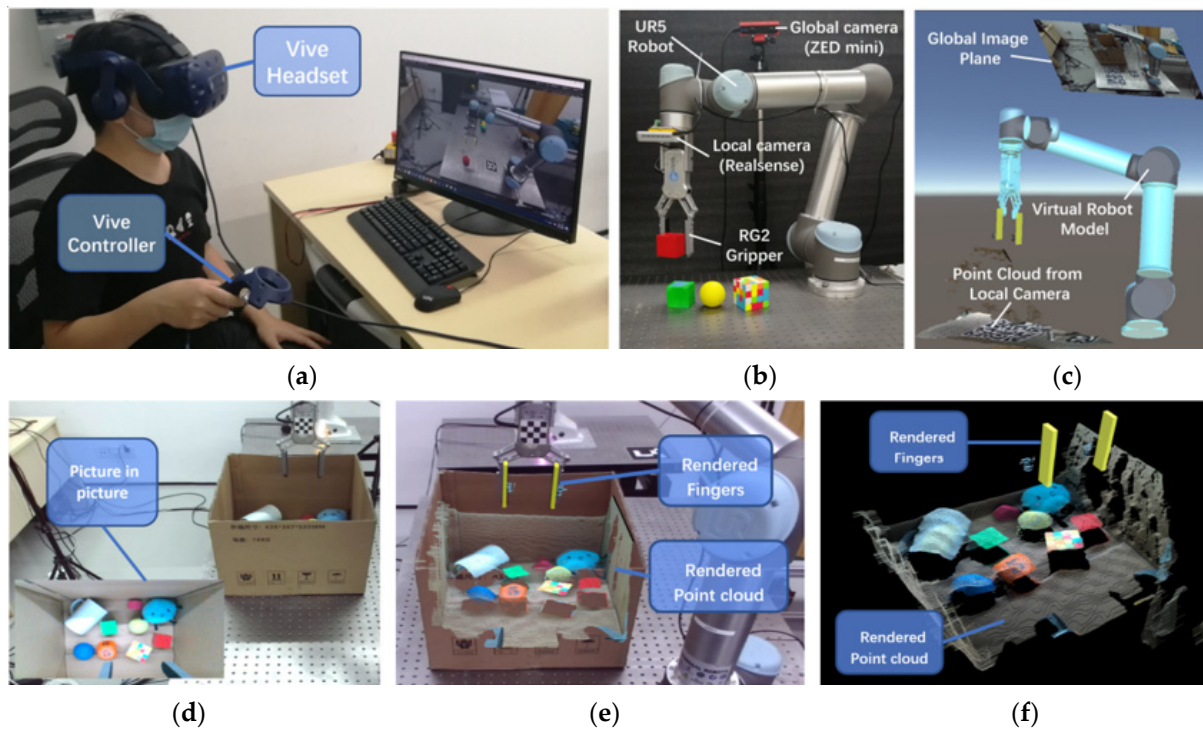 Vive
Headset
Vive
Controller
(a)
UR5
Robot
Global camera
(ZED mini)
Local camera
(Realsense)
RG2
Gripper
(b)
Global Image
Plane
Virtual Robot
Model
Point Cloud from
Local Camera
(c)
Picture in
picture
(d)
Rendered
Fingers
Rendered
Point cloud
(e)
Rendered
Fingers
Rendered
Point cloud
(f)